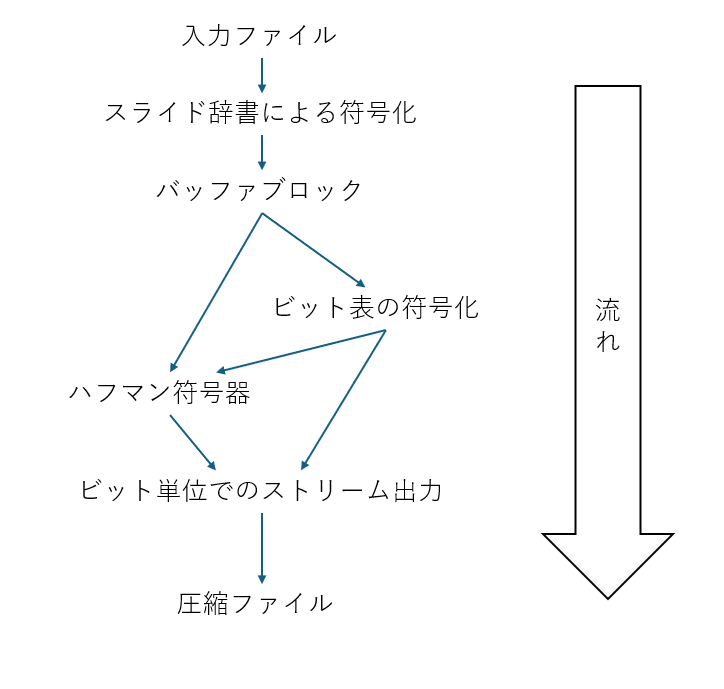 入力ファイル
スライド辞書による符号化
バッファブロック
ビット表の符号化
ハフマン符号器
ビット単位でのストリーム出力
圧縮ファイル
流れ